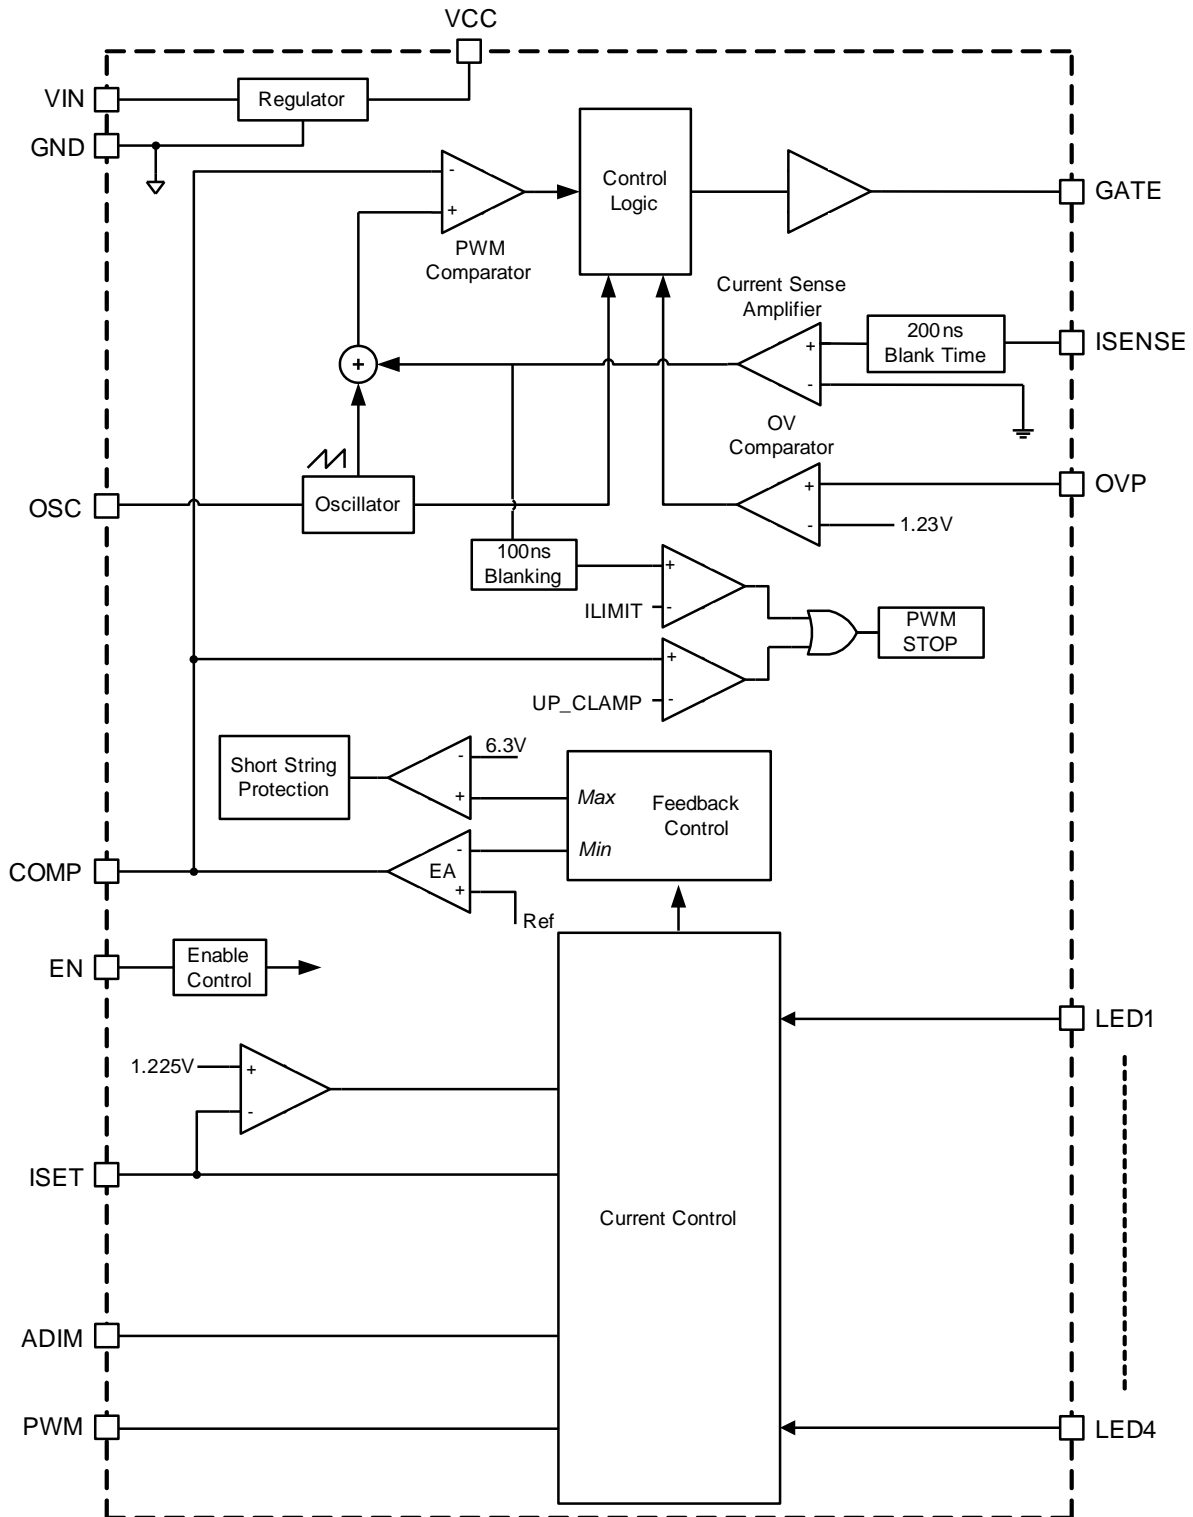 VCC
VIN
Regulator
GND
-
+
PWM
Comparator
Control
Logic
GATE
Current Sense
Amplifier
+
-
200ns
Blank Time
ISENSE
+
OV
Comparator
+
-
1.23V
OVP
OSC
Oscillator
100ns
Blanking
+
-
ILIMIT
PWM
STOP
+
-
UP_CLAMP
Short String
Protection
-
+
6.3V
Max
Min
Feedback
Control
COMP
EA
-
+
Ref
EN
Enable
Control
LED1
1.225V
+
-
ISET
Current Control
ADIM
PWM
LED4